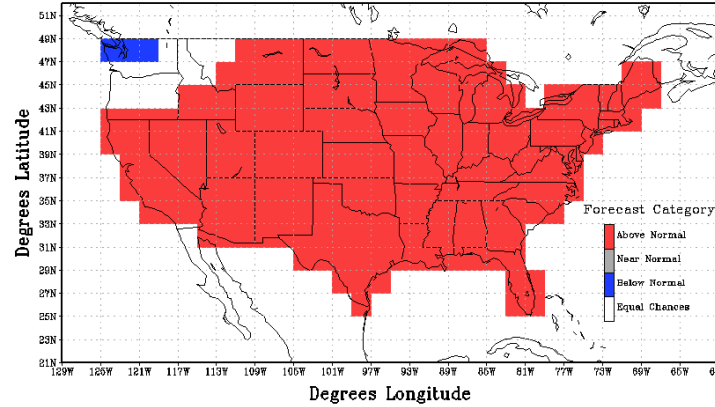 51N
49N
47N
45N
43N
41N
39N
37N
35N
33N
31N
29N
27N
25N
23N
21N
Degrees Latitude
Forecast Category
Above Normal
Near Normal
Below Normal
Equal Chances
129W 125W 121W 117W 113W 109W 105W 101W 97W 93W 89W 85W 81W 77W 73W 69W 65W
Degrees Longitude